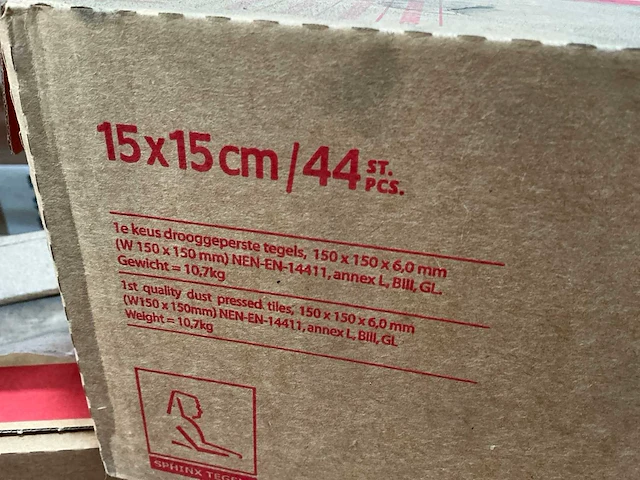 15x15cm/44 ST. PCS.
1e keus drooggeperste tegels, 150 x 150 x 6,0 mm
(W 150 x 150 mm) NEN-EN-14411, annex L, BIII, GL.
Gewicht = 10,7kg
1st quality dust pressed tiles, 150 x 150 x 6,0 mm
(W150 x 150mm) NEN-EN-14411, annex L, BIII, GL
Weight = 10,7kg
SPHINX TEGE